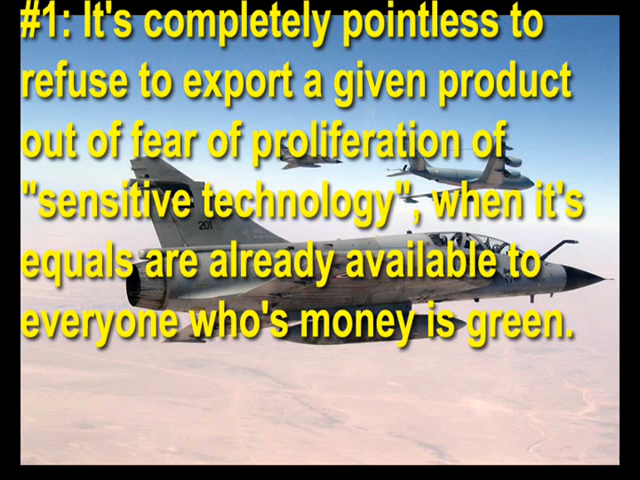 #1: It's completely pointless to
refuse to export a given product
out of fear of proliferation of
"sensitive technology", when it's
equals are already available to
everyone who's money is green.
201